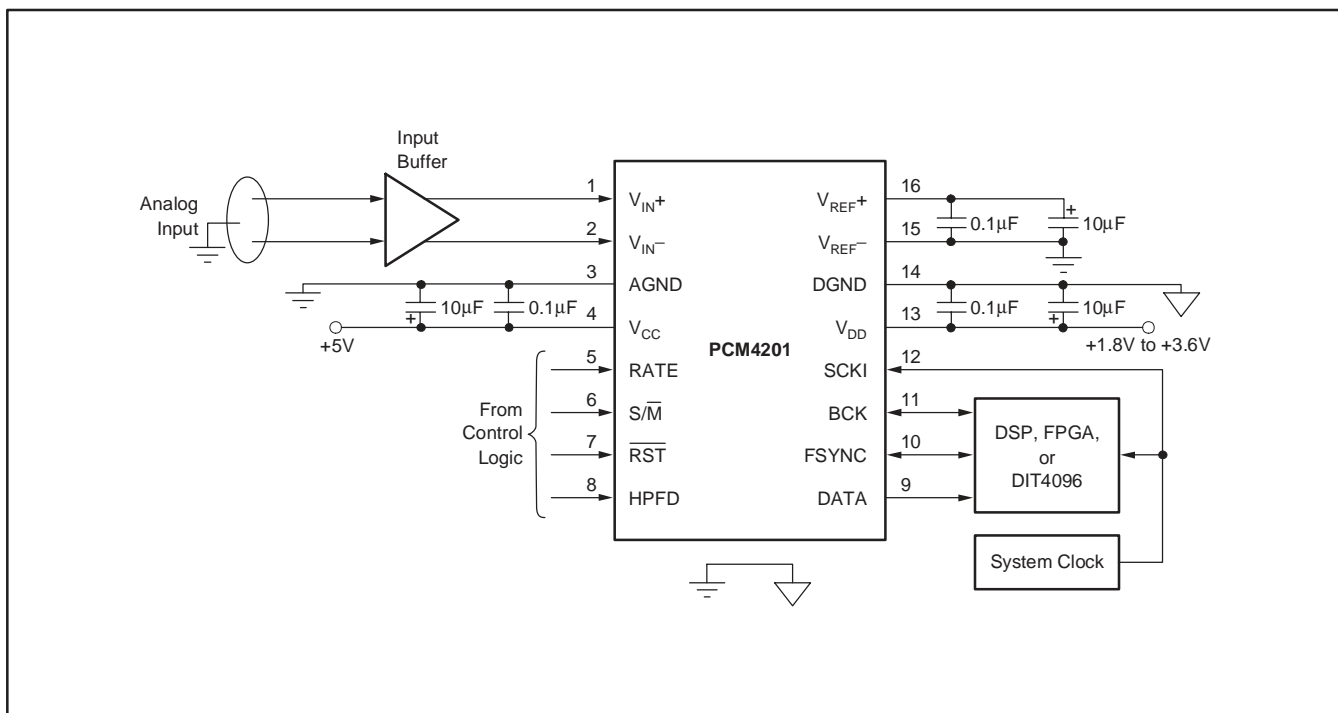 Input
Buffer
Analog
Input
1
2
3
4
5
6
7
8
V_IN+
V_IN−
AGND
V_CC
RATE
S/M̅
R̅S̅T̅
HPFD
10μF
+
0.1μF
+5V
From
Control
Logic
PCM4201
V_REF+
V_REF−
DGND
V_DD
SCKI
BCK
FSYNC
DATA
16
15
14
13
12
11
10
9
0.1μF
+
10μF
0.1μF
+
10μF
+1.8V to +3.6V
DSP, FPGA,
or
DIT4096
System Clock